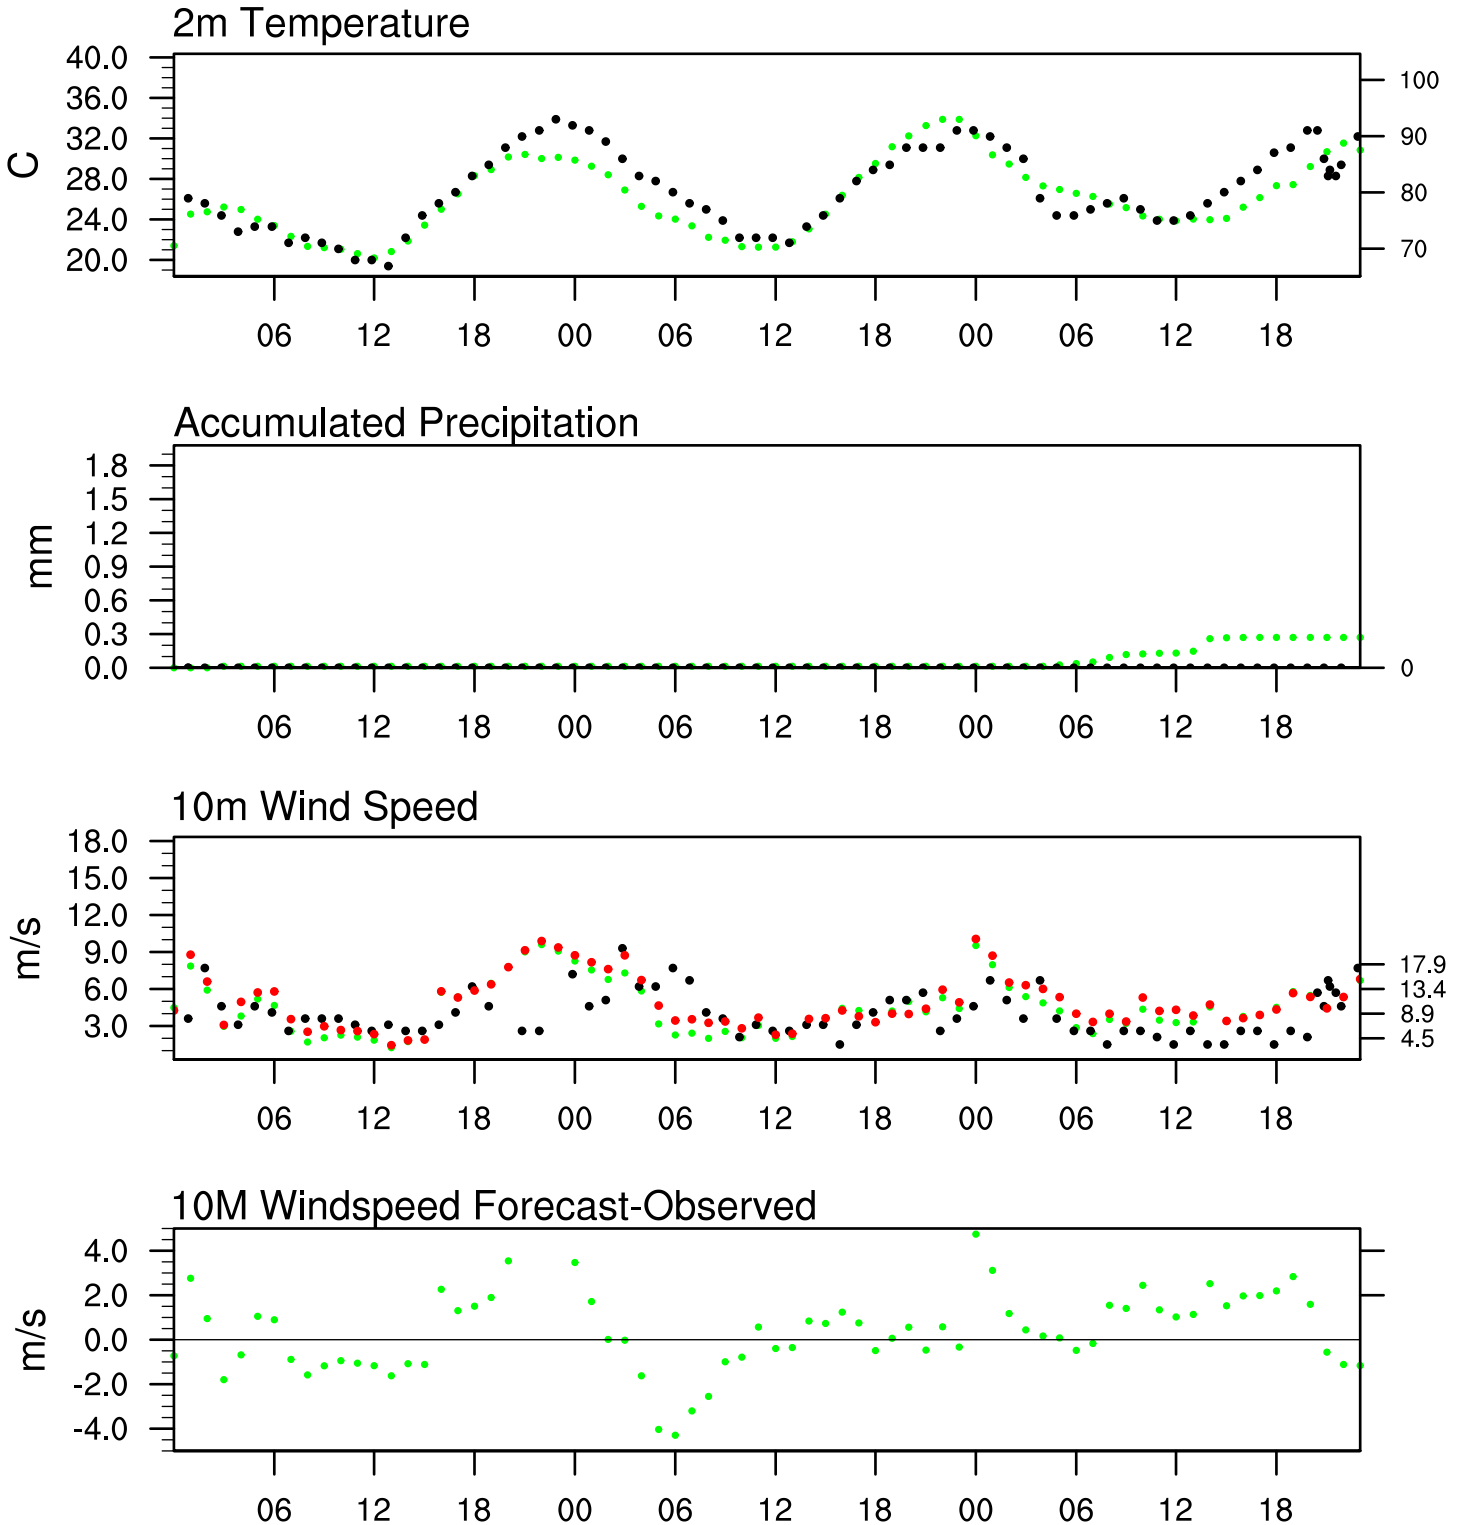 2m Temperature
40.0
36.0
32.0
28.0
24.0
20.0
C
100
90
80
70
06 12 18 00 06 12 18 00 06 12 18
Accumulated Precipitation
1.8
1.5
1.2
0.9
0.6
0.3
0.0
mm
0
06 12 18 00 06 12 18 00 06 12 18
10m Wind Speed
18.0
15.0
12.0
9.0
6.0
3.0
m/s
17.9
13.4
8.9
4.5
06 12 18 00 06 12 18 00 06 12 18
10M Windspeed Forecast-Observed
4.0
2.0
0.0
-2.0
-4.0
m/s
06 12 18 00 06 12 18 00 06 12 18